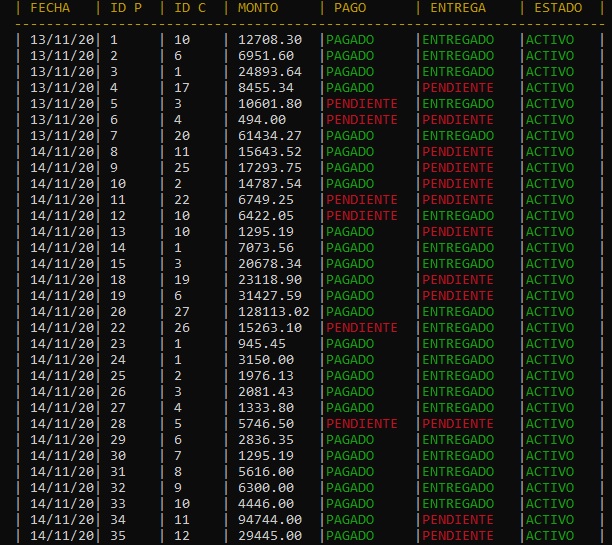 | FECHA | ID P | ID C | MONTO | PAGO | ENTREGA | ESTADO |
--------------------------------------------------------------------------
| 13/11/20| 1 | 10 | 12708.30 |PAGADO |ENTREGADO |ACTIVO |
| 13/11/20| 2 | 6 | 6951.60 |PAGADO |ENTREGADO |ACTIVO |
| 13/11/20| 3 | 1 | 24893.64 |PAGADO |ENTREGADO |ACTIVO |
| 13/11/20| 4 | 17 | 8455.34 |PAGADO |PENDIENTE |ACTIVO |
| 13/11/20| 5 | 3 | 10601.80 |PENDIENTE |ENTREGADO |ACTIVO |
| 13/11/20| 6 | 4 | 494.00 |PENDIENTE |PENDIENTE |ACTIVO |
| 13/11/20| 7 | 20 | 61434.27 |PAGADO |ENTREGADO |ACTIVO |
| 14/11/20| 8 | 11 | 15643.52 |PAGADO |PENDIENTE |ACTIVO |
| 14/11/20| 9 | 25 | 17293.75 |PAGADO |PENDIENTE |ACTIVO |
| 14/11/20| 10 | 2 | 14787.54 |PAGADO |PENDIENTE |ACTIVO |
| 14/11/20| 11 | 22 | 6749.25 |PENDIENTE |PENDIENTE |ACTIVO |
| 14/11/20| 12 | 10 | 6422.05 |PENDIENTE |ENTREGADO |ACTIVO |
| 14/11/20| 13 | 10 | 1295.19 |PAGADO |PENDIENTE |ACTIVO |
| 14/11/20| 14 | 1 | 7073.56 |PAGADO |ENTREGADO |ACTIVO |
| 14/11/20| 15 | 3 | 20678.34 |PAGADO |ENTREGADO |ACTIVO |
| 14/11/20| 18 | 19 | 23118.90 |PAGADO |PENDIENTE |ACTIVO |
| 14/11/20| 19 | 6 | 31427.59 |PAGADO |PENDIENTE |ACTIVO |
| 14/11/20| 20 | 27 | 128113.02 |PAGADO |ENTREGADO |ACTIVO |
| 14/11/20| 22 | 26 | 15263.10 |PENDIENTE |ENTREGADO |ACTIVO |
| 14/11/20| 23 | 1 | 945.45 |PAGADO |ENTREGADO |ACTIVO |
| 14/11/20| 24 | 1 | 3150.00 |PAGADO |ENTREGADO |ACTIVO |
| 14/11/20| 25 | 2 | 1976.13 |PAGADO |ENTREGADO |ACTIVO |
| 14/11/20| 26 | 3 | 2081.43 |PAGADO |ENTREGADO |ACTIVO |
| 14/11/20| 27 | 4 | 1333.80 |PAGADO |ENTREGADO |ACTIVO |
| 14/11/20| 28 | 5 | 5746.50 |PENDIENTE |PENDIENTE |ACTIVO |
| 14/11/20| 29 | 6 | 2836.35 |PAGADO |ENTREGADO |ACTIVO |
| 14/11/20| 30 | 7 | 1295.19 |PAGADO |ENTREGADO |ACTIVO |
| 14/11/20| 31 | 8 | 5616.00 |PAGADO |ENTREGADO |ACTIVO |
| 14/11/20| 32 | 9 | 6300.00 |PAGADO |ENTREGADO |ACTIVO |
| 14/11/20| 33 | 10 | 4446.00 |PAGADO |ENTREGADO |ACTIVO |
| 14/11/20| 34 | 11 | 94744.00 |PAGADO |PENDIENTE |ACTIVO |
| 14/11/20| 35 | 12 | 29445.00 |PAGADO |PENDIENTE |ACTIVO |